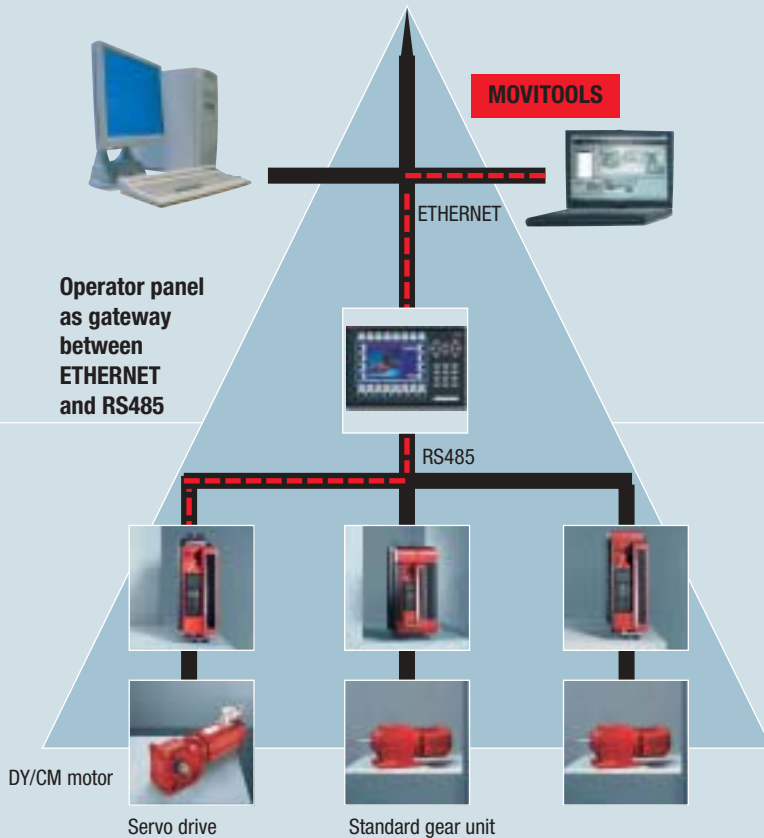 MOVITOOLS
ETHERNET
Operator panel
as gateway
between
ETHERNET
and RS485
RS485
DY/CM motor
Servo drive
Standard gear unit